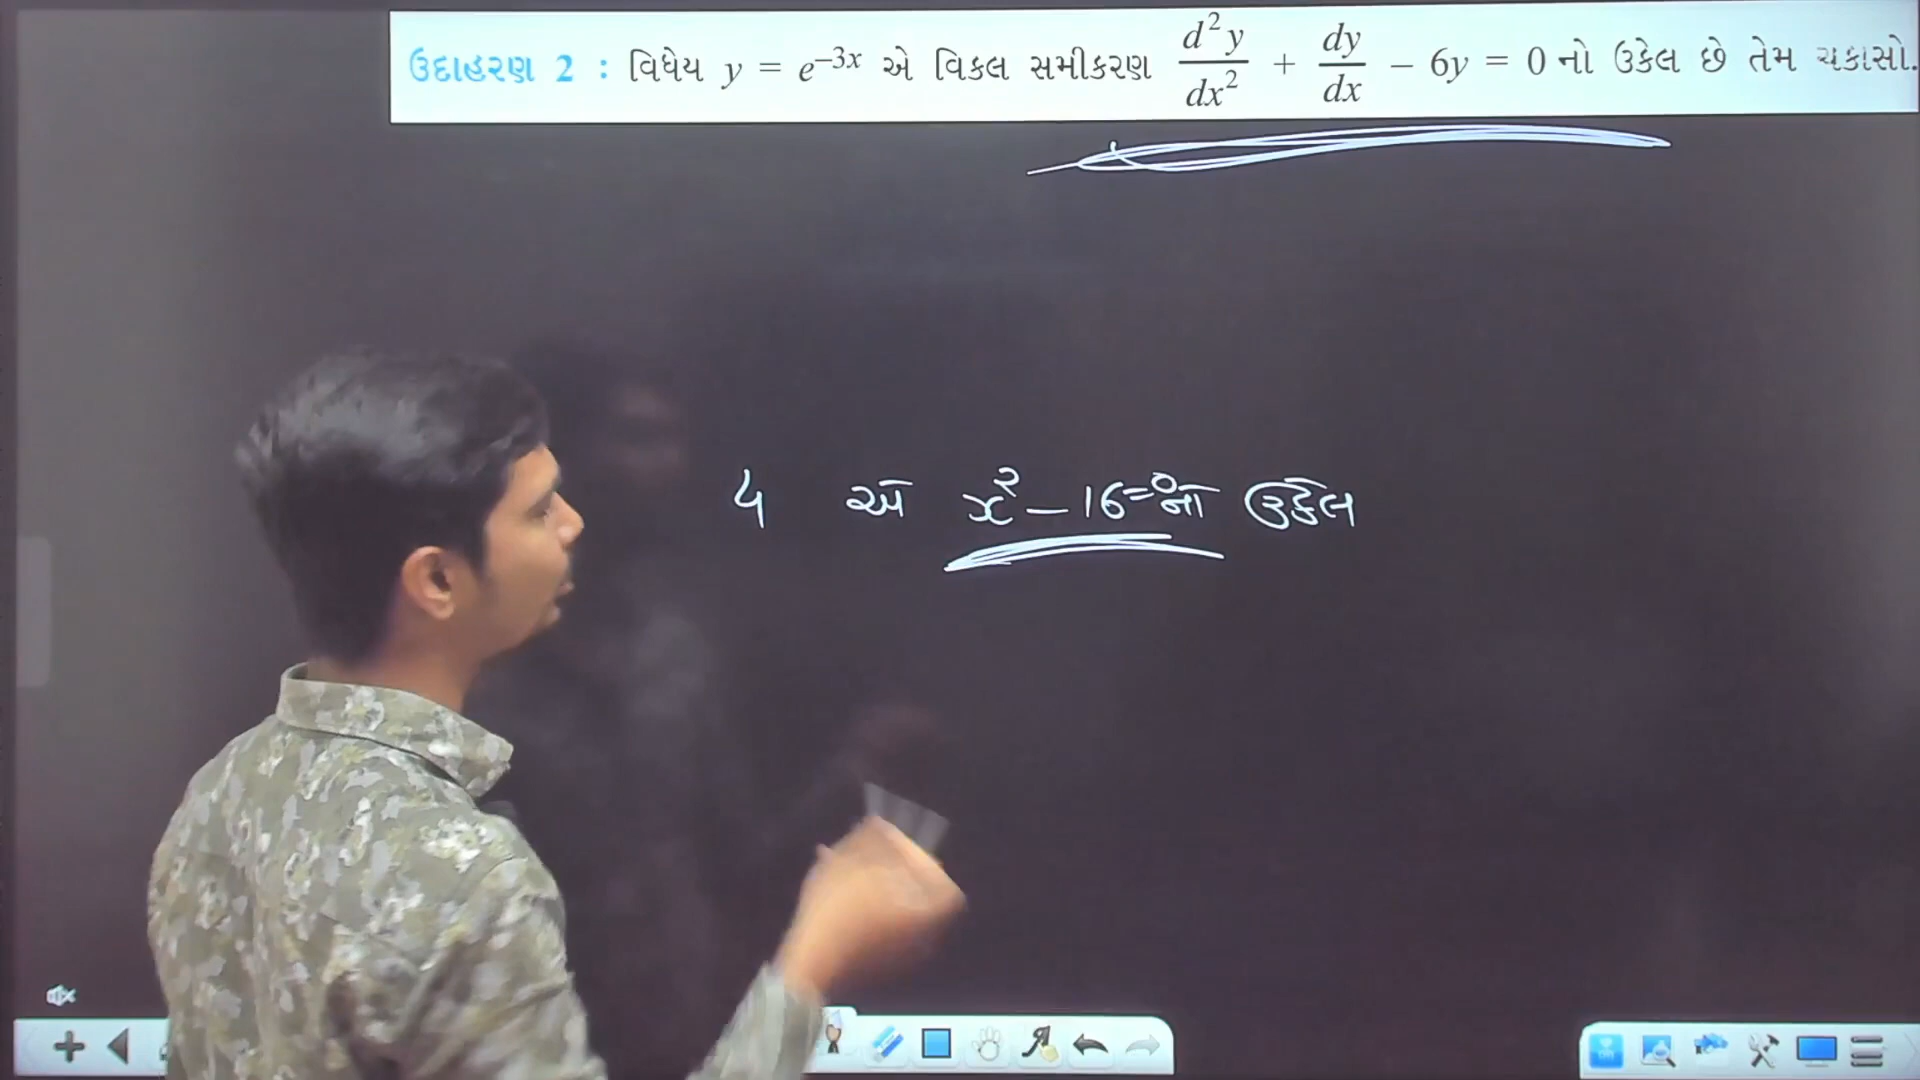 ઉદાહરણ 2 : વિધેય y = e⁻³ˣ એ વિકલ સમીકરણ d²y/dx² + dy/dx − 6y = 0 નો ઉકેલ છે તેમ ચકાસો.
4 એ x² − 16 = 0 નો ઉકેલ